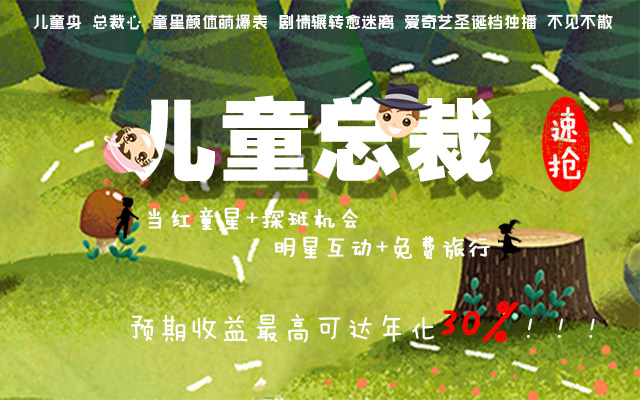 儿童身 总裁心 童星颜值萌爆表 剧情辗转愈迷离 爱奇艺圣诞档独播 不见不散
儿童总裁
速抢
当红童星+探班机会
明星互动+免费旅行
预期收益最高可达年化30%！！！